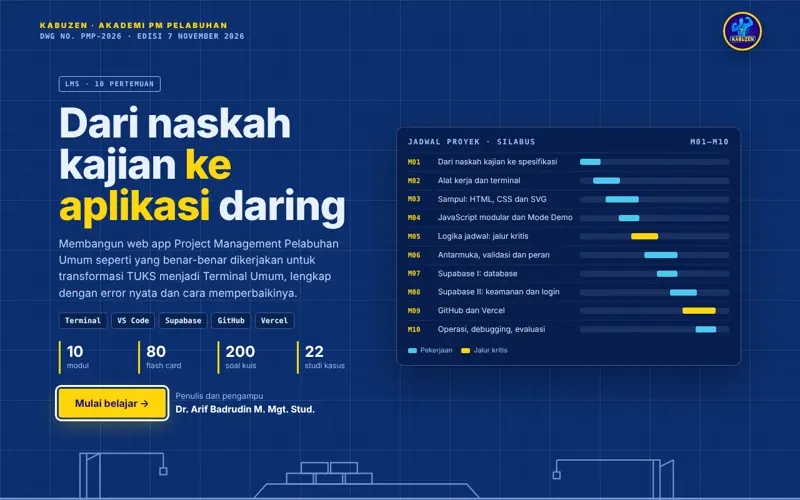 KABUZEN · AKADEMI PM PELABUHAN
DWG NO. PMP-2026 · EDISI 7 NOVEMBER 2026
KABUZEN
LMS · 10 PERTEMUAN
Dari naskah
kajian ke
aplikasi daring
Membangun web app Project Management Pelabuhan
Umum seperti yang benar-benar dikerjakan untuk
transformasi TUKS menjadi Terminal Umum, lengkap
dengan error nyata dan cara memperbaikinya.
Terminal VS Code Supabase GitHub Vercel
10 80 200 22
modul flash card soal kuis studi kasus
Mulai belajar →
Penulis dan pengampu
Dr. Arif Badrudin M. Mgt. Stud.
JADWAL PROYEK · SILABUS M01—M10
M01 Dari naskah kajian ke spesifikasi
M02 Alat kerja dan terminal
M03 Sampul: HTML, CSS dan SVG
M04 JavaScript modular dan Mode Demo
M05 Logika jadwal: jalur kritis
M06 Antarmuka, validasi dan peran
M07 Supabase I: database
M08 Supabase II: keamanan dan login
M09 GitHub dan Vercel
M10 Operasi, debugging, evaluasi
Pekerjaan Jalur kritis